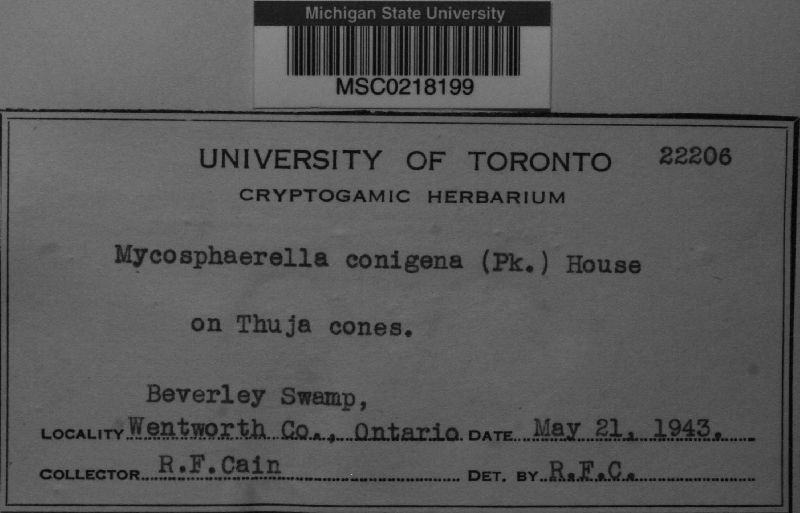 Michigan State University
MSC0218199
UNIVERSITY OF TORONTO 22206
CRYPTOGAMIC HERBARIUM
Mycosphaerella conigena (Pk.) House
on Thuja cones.
Beverley Swamp,
LOCALITY Wentworth Co., Ontario DATE May 21, 1943.
COLLECTOR R.F.Cain DET. BY R.F.C.